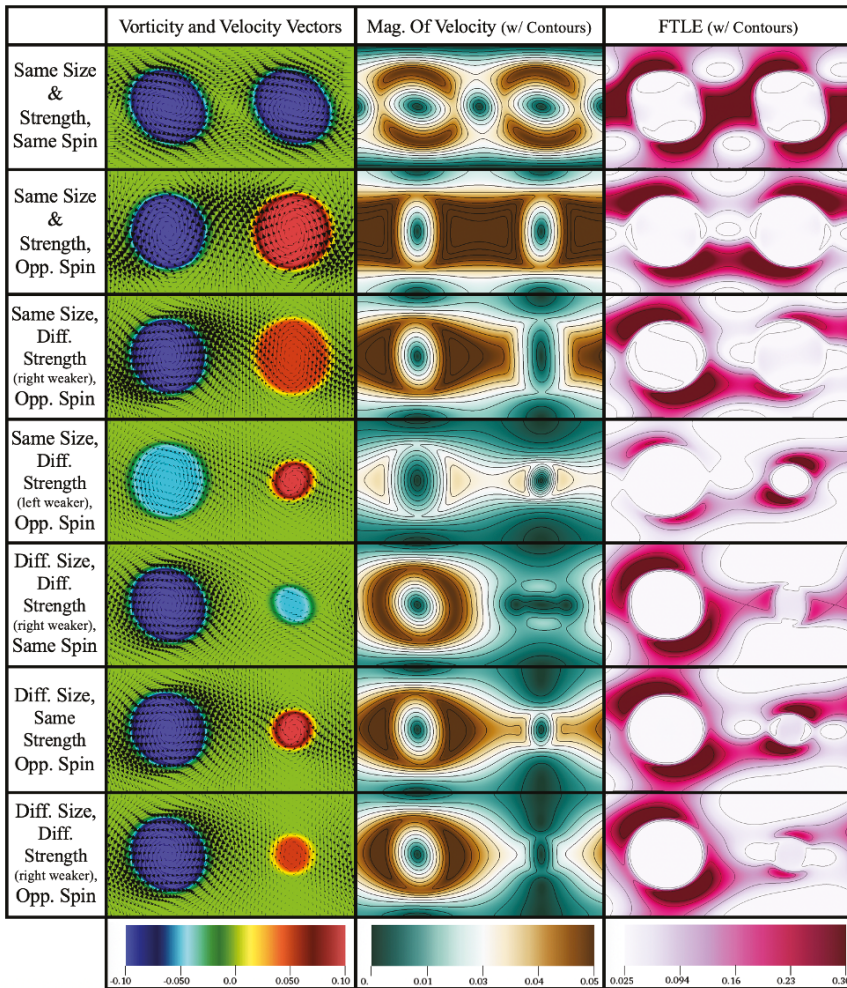 Vorticity and Velocity Vectors
Mag. Of Velocity (w/ Contours)
FTLE (w/ Contours)
Same Size
&
Strength,
Same Spin
Same Size
&
Strength,
Opp. Spin
Same Size,
Diff.
Strength
(right weaker),
Opp. Spin
Same Size,
Diff.
Strength
(left weaker),
Opp. Spin
Diff. Size,
Diff.
Strength
(right weaker),
Same Spin
Diff. Size,
Same
Strength
Opp. Spin
Diff. Size,
Diff.
Strength
(right weaker),
Opp. Spin
-0.10 -0.050 0.0 0.050 0.10
0. 0.01 0.03 0.04 0.05
0.025 0.094 0.16 0.23 0.30